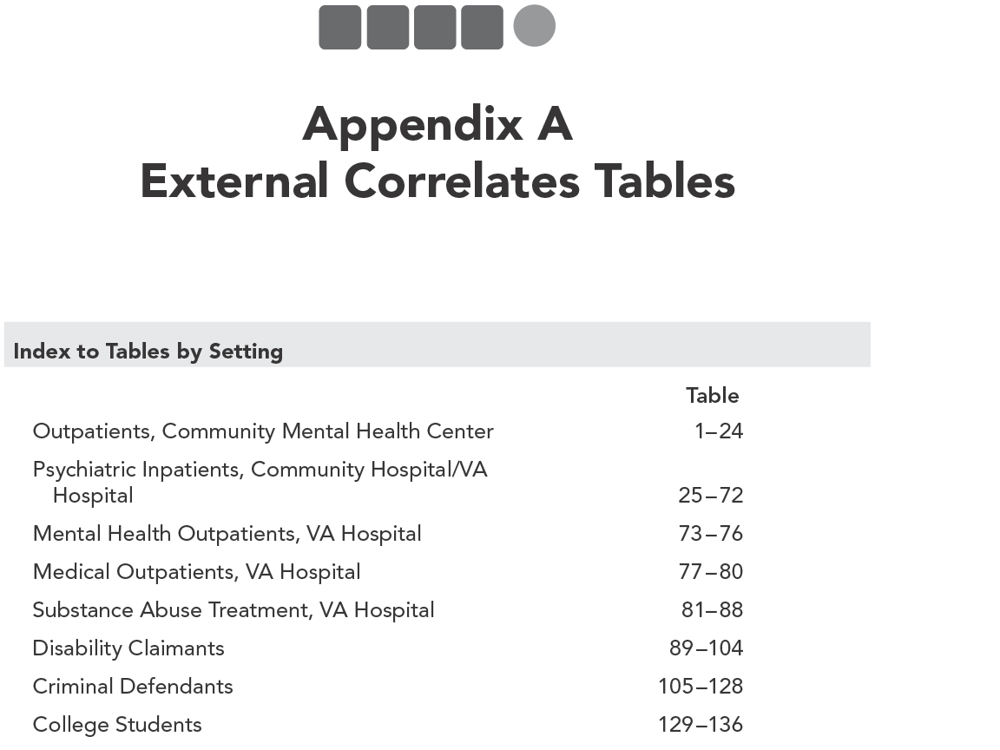 Appendix A
External Correlates Tables
Index to Tables by Setting
Table
Outpatients, Community Mental Health Center 1–24
Psychiatric Inpatients, Community Hospital/VA
Hospital 25–72
Mental Health Outpatients, VA Hospital 73–76
Medical Outpatients, VA Hospital 77–80
Substance Abuse Treatment, VA Hospital 81–88
Disability Claimants 89–104
Criminal Defendants 105–128
College Students 129–136